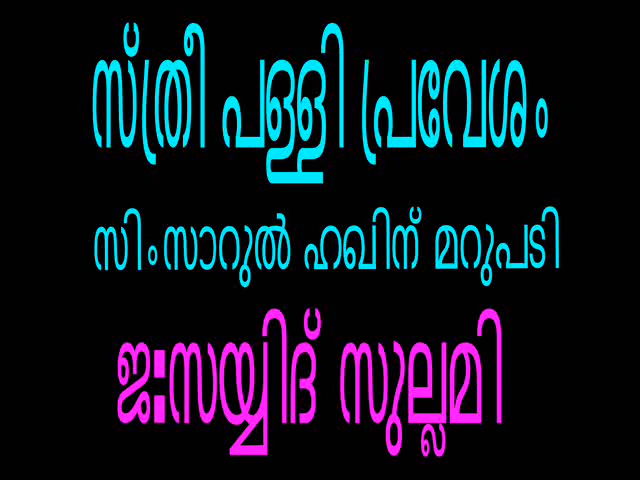 സ്ത്രീ പള്ളി പ്രവേശം
സിംസാറുൽ ഹഖിന് മറുപടി
ജ:സയ്യിദ് സുല്ലമി